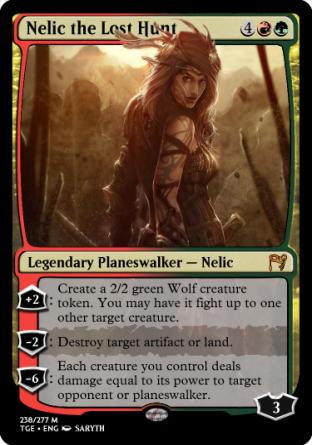 Nelic the Lost Hunt 4
Legendary Planeswalker — Nelic
+2: Create a 2/2 green Wolf creature
token. You may have it fight up to one
other target creature.
-2: Destroy target artifact or land.
Each creature you control deals
-6: damage equal to its power to target
opponent or planeswalker.
3
238/277 M
TGE • ENG SARYTH